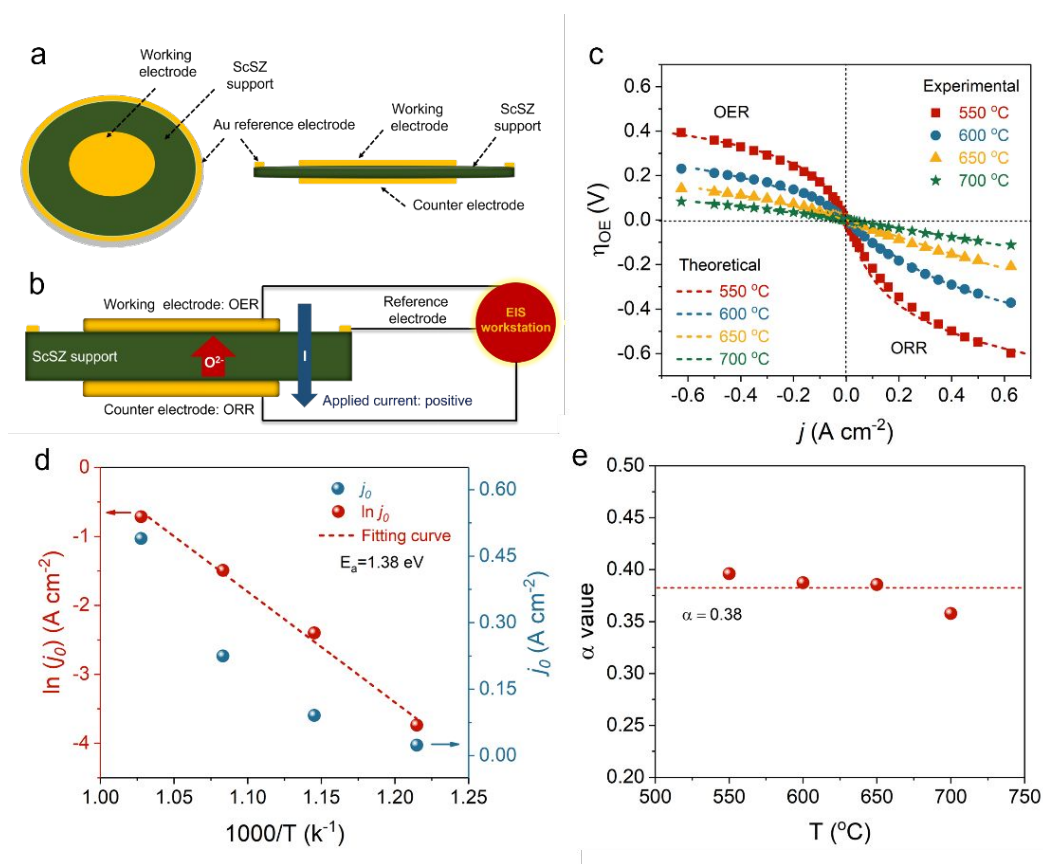 a
Working
electrode
ScSZ
support
Au reference electrode
Working
electrode
ScSZ
support
Counter electrode
b
Working electrode: OER
Reference
electrode
EIS
workstation
ScSZ support
O2-
I
Applied current: positive
Counter electrode: ORR
c
OER
Experimental
550 °C
600 °C
650 °C
700 °C
Theoretical
550 °C
600 °C
650 °C
700 °C
ORR
0.6
0.4
0.2
0.0
-0.2
-0.4
-0.6
ηOE (V)
-0.6 -0.4 -0.2 0.0 0.2 0.4 0.6
j (A cm-2)
d
j0
ln j0
Fitting curve
Ea=1.38 eV
0
-1
-2
-3
-4
ln (j0) (A cm-2)
0.60
0.45
0.30
0.15
0.00
j0 (A cm-2)
1.00 1.05 1.10 1.15 1.20 1.25
1000/T (k-1)
e
0.50
0.45
0.40
0.35
0.30
0.25
0.20
α value
α = 0.38
500 550 600 650 700 750
T (°C)